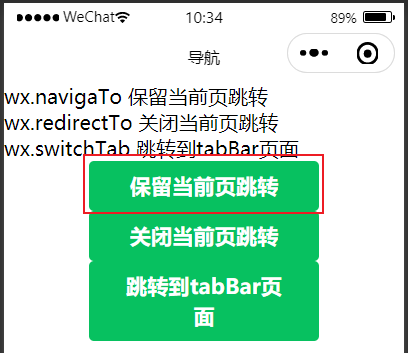 WeChat 10:34 89%
导航
wx.navigaTo 保留当前页跳转
wx.redirectTo 关闭当前页跳转
wx.switchTab 跳转到tabBar页面
保留当前页跳转
关闭当前页跳转
跳转到tabBar页
面